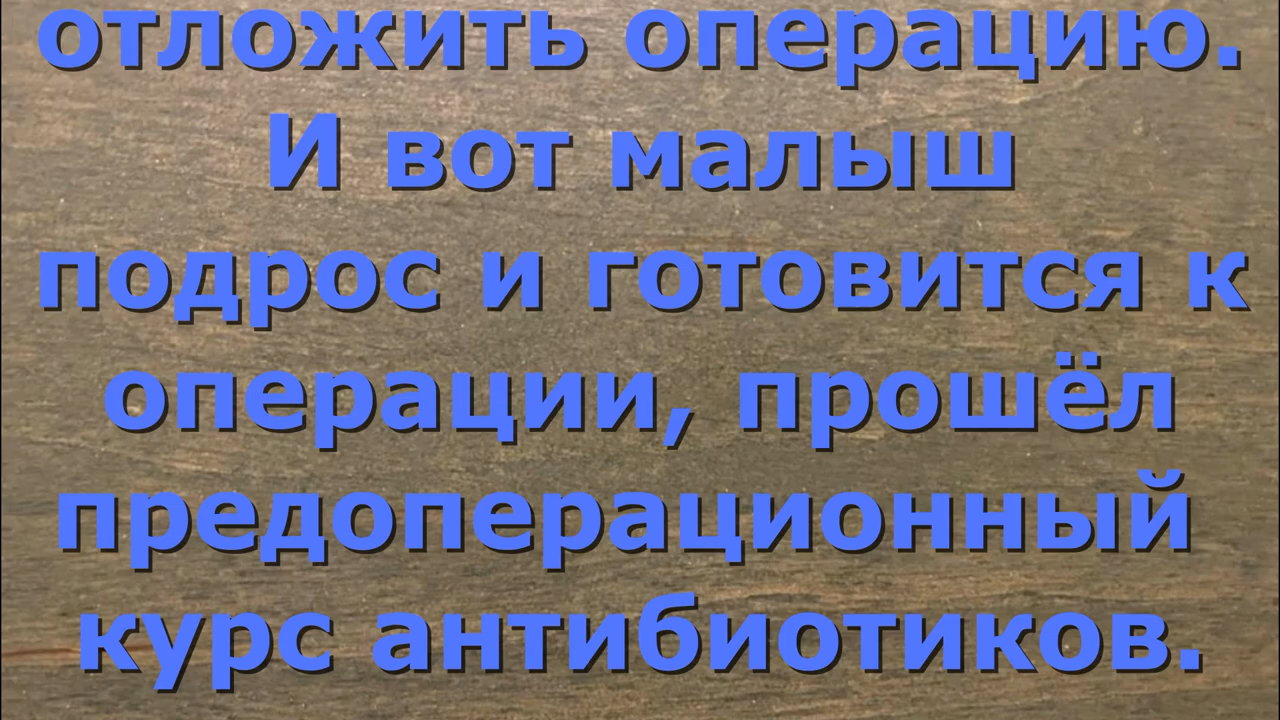 отложить операцию.
И вот малыш
подрос и готовится к
операции, прошёл
предоперационный
курс антибиотиков.